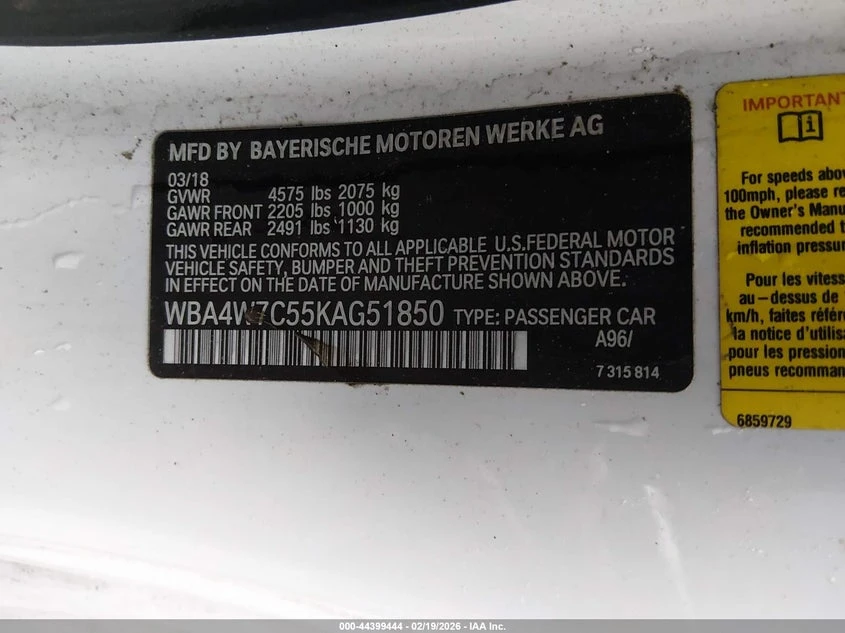 MFD BY BAYERISCHE MOTOREN WERKE AG
03/18
GVWR 4575 lbs 2075 kg
GAWR FRONT 2205 lbs 1000 kg
GAWR REAR 2491 lbs 1130 kg
THIS VEHICLE CONFORMS TO ALL APPLICABLE U.S.FEDERAL MOTOR
VEHICLE SAFETY, BUMPER AND THEFT PREVENTION STANDARDS
IN EFFECT ON THE DATE OF MANUFACTURE SHOWN ABOVE.
WBA4W7C55KAG51850 TYPE: PASSENGER CAR
A96/
7 315 814
IMPORTANT
For speeds abov
100mph, please re
the Owner's Manu
recommended t
inflation pressur
Pour les vitess
au-dessus de
km/h, faites référ
la notice d'utilis
pour les pression
pneus recomman
6859729
000-44399444 - 02/19/2026 - IAA Inc.